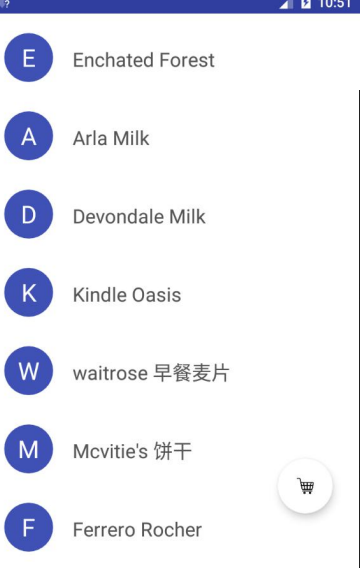 10:51
E Enchated Forest
A Arla Milk
D Devondale Milk
K Kindle Oasis
W waitrose 早餐麦片
M Mcvitie's 饼干
F Ferrero Rocher